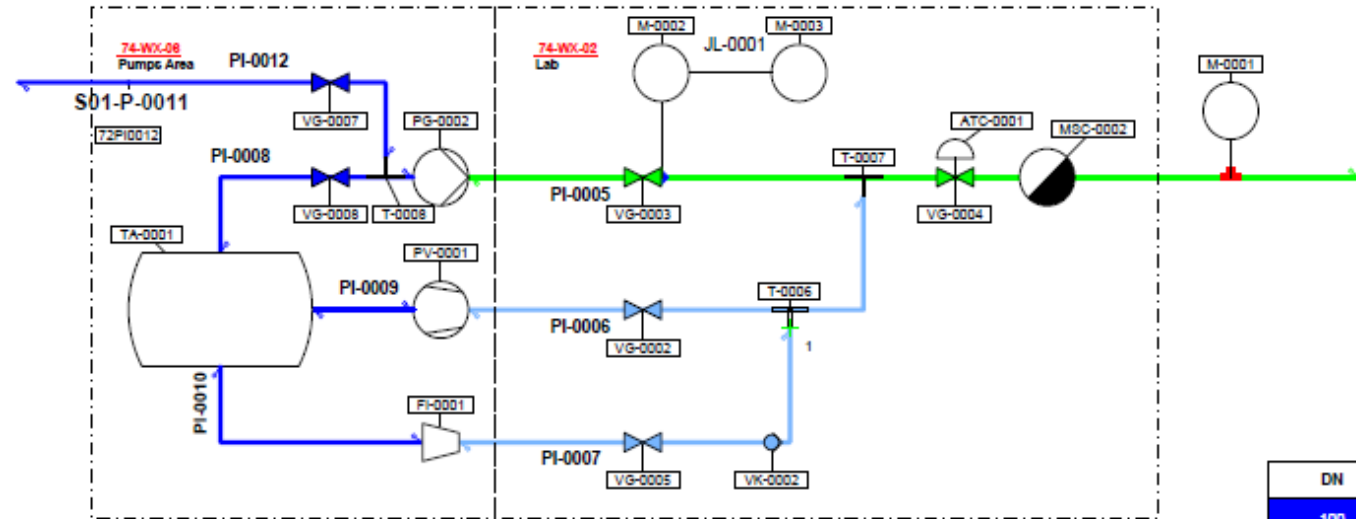 M-0002
M-0003
JL-0001
74-WX-06
Pumps Area
PI-0012
74-WX-02
Lab
M-0001
S01-P-0011
72PI0012
VG-0007
PG-0002
ATC-0001
MSC-0002
PI-0008
T-0007
PI-0005
VG-0008
T-0008
VG-0003
VG-0004
TA-0001
PV-0001
PI-0009
T-0006
PI-0006
VG-0002
1
PI-0010
FI-0001
PI-0007
VG-0005
VK-0002
DN
100